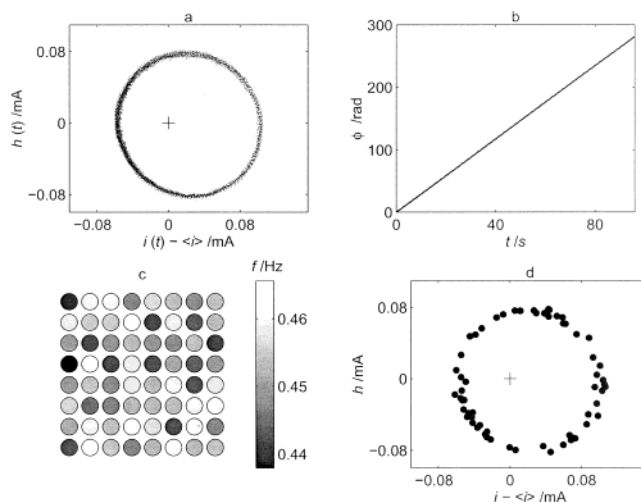 a
0.08
0
−0.08
h (t) /mA
−0.08
0
0.08
i (t) − <i> /mA
b
300
200
100
0
ϕ /rad
0
40
80
t /s
c
f /Hz
0.46
0.45
0.44
d
0.08
0
−0.08
h /mA
−0.08
0
0.08
i − <i> /mA